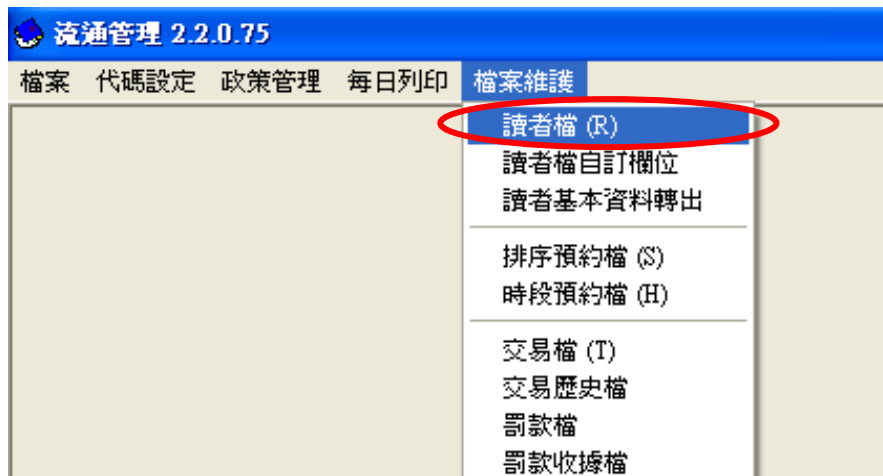 流通管理 2.2.0.75
檔案 代碼設定 政策管理 每日列印 檔案維護
讀者檔 (R)
讀者檔自訂欄位
讀者基本資料轉出
排序預約檔 (S)
時段預約檔 (H)
交易檔 (T)
交易歷史檔
罰款檔
罰款收據檔